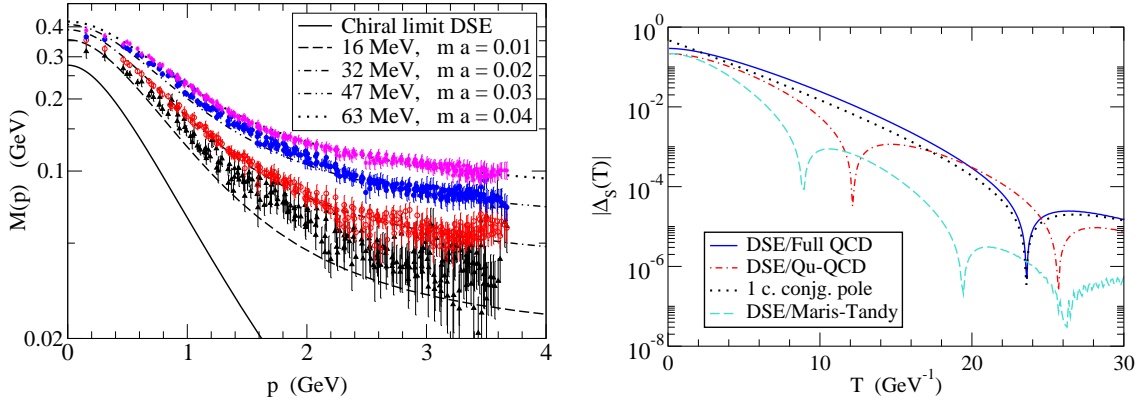 0.4
0.3
0.2
0.1
0.02
M(p) (GeV)
Chiral limit DSE
16 MeV, m a = 0.01
32 MeV, m a = 0.02
47 MeV, m a = 0.03
63 MeV, m a = 0.04
0 1 2 3 4
p (GeV)
10^0
10^-2
10^-4
10^-6
10^-8
|Δ_S(T)|
DSE/Full QCD
DSE/Qu-QCD
1 c. conjg. pole
DSE/Maris-Tandy
0 10 20 30
T (GeV^-1)